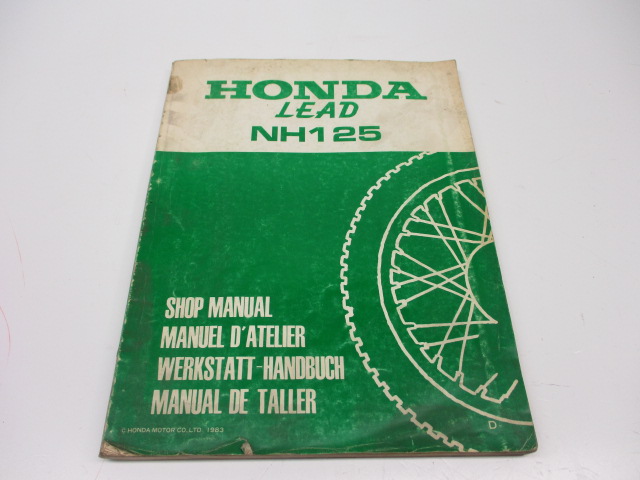 HONDA
LEAD
NH125
SHOP MANUAL
MANUEL D'ATELIER
WERKSTATT-HANDBUCH
MANUAL DE TALLER
© HONDA MOTOR CO., LTD. 1983
D